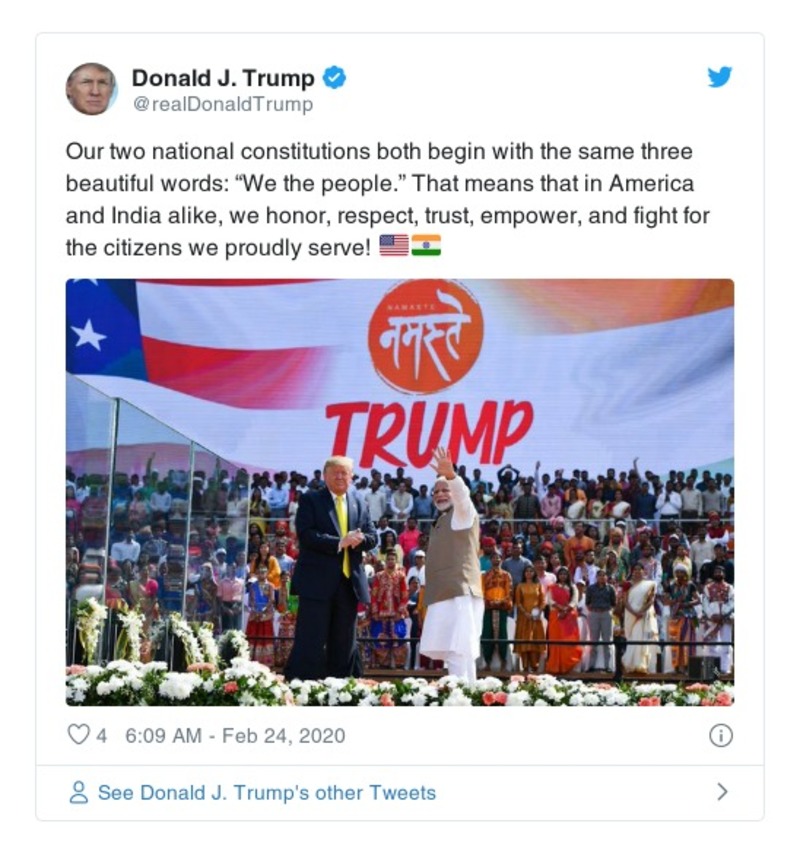 Donald J. Trump
@realDonaldTrump
Our two national constitutions both begin with the same three
beautiful words: “We the people.” That means that in America
and India alike, we honor, respect, trust, empower, and fight for
the citizens we proudly serve! 🇺🇸🇮🇳
NAMASTE
नमस्ते
TRUMP
4 6:09 AM - Feb 24, 2020
See Donald J. Trump's other Tweets